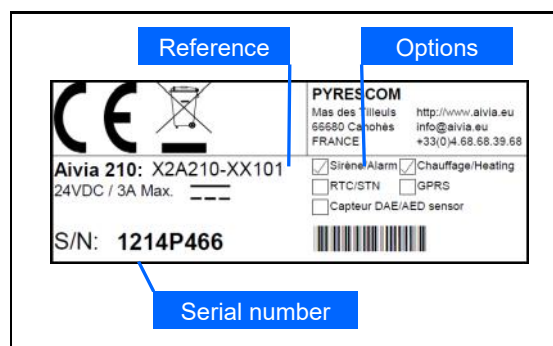 Reference
Options
CE
PYRESCOM
Mas des Tilleuls http://www.aivia.eu
66680 Canohès info@aivia.eu
FRANCE +33(0)4.68.68.39.68
Aivia 210: X2A210-XX101
24VDC / 3A Max.
Sirène/Alarm Chauffage/Heating
RTC/STN GPRS
Capteur DAE/AED sensor
S/N: 1214P466
Serial number